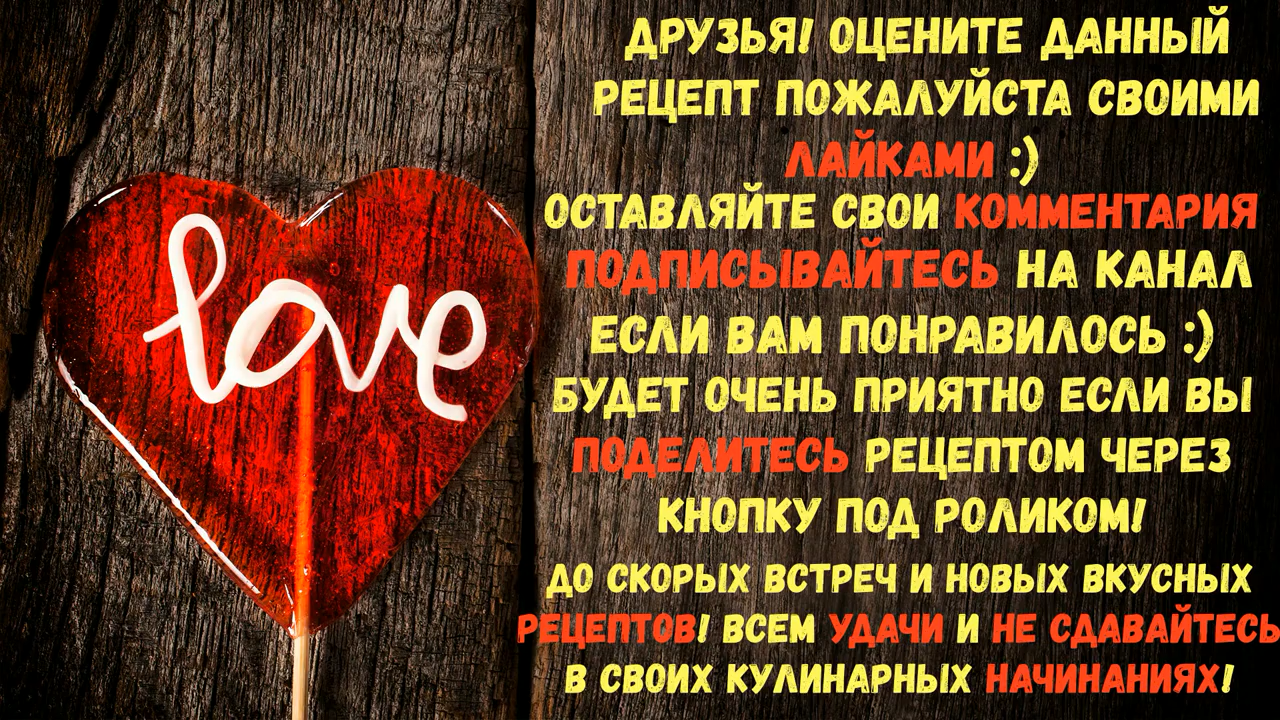 love
ДРУЗЬЯ! ОЦЕНИТЕ ДАННЫЙ
РЕЦЕПТ ПОЖАЛУЙСТА СВОИМИ
ЛАЙКАМИ :)
ОСТАВЛЯЙТЕ СВОИ КОММЕНТАРИЯ
ПОДПИСЫВАЙТЕСЬ НА КАНАЛ
ЕСЛИ ВАМ ПОНРАВИЛОСЬ :)
БУДЕТ ОЧЕНЬ ПРИЯТНО ЕСЛИ ВЫ
ПОДЕЛИТЕСЬ РЕЦЕПТОМ ЧЕРЕЗ
КНОПКУ ПОД РОЛИКОМ!
ДО СКОРЫХ ВСТРЕЧ И НОВЫХ ВКУСНЫХ
РЕЦЕПТОВ! ВСЕМ УДАЧИ И НЕ СДАВАЙТЕСЬ
В СВОИХ КУЛИНАРНЫХ НАЧИНАНИЯХ!